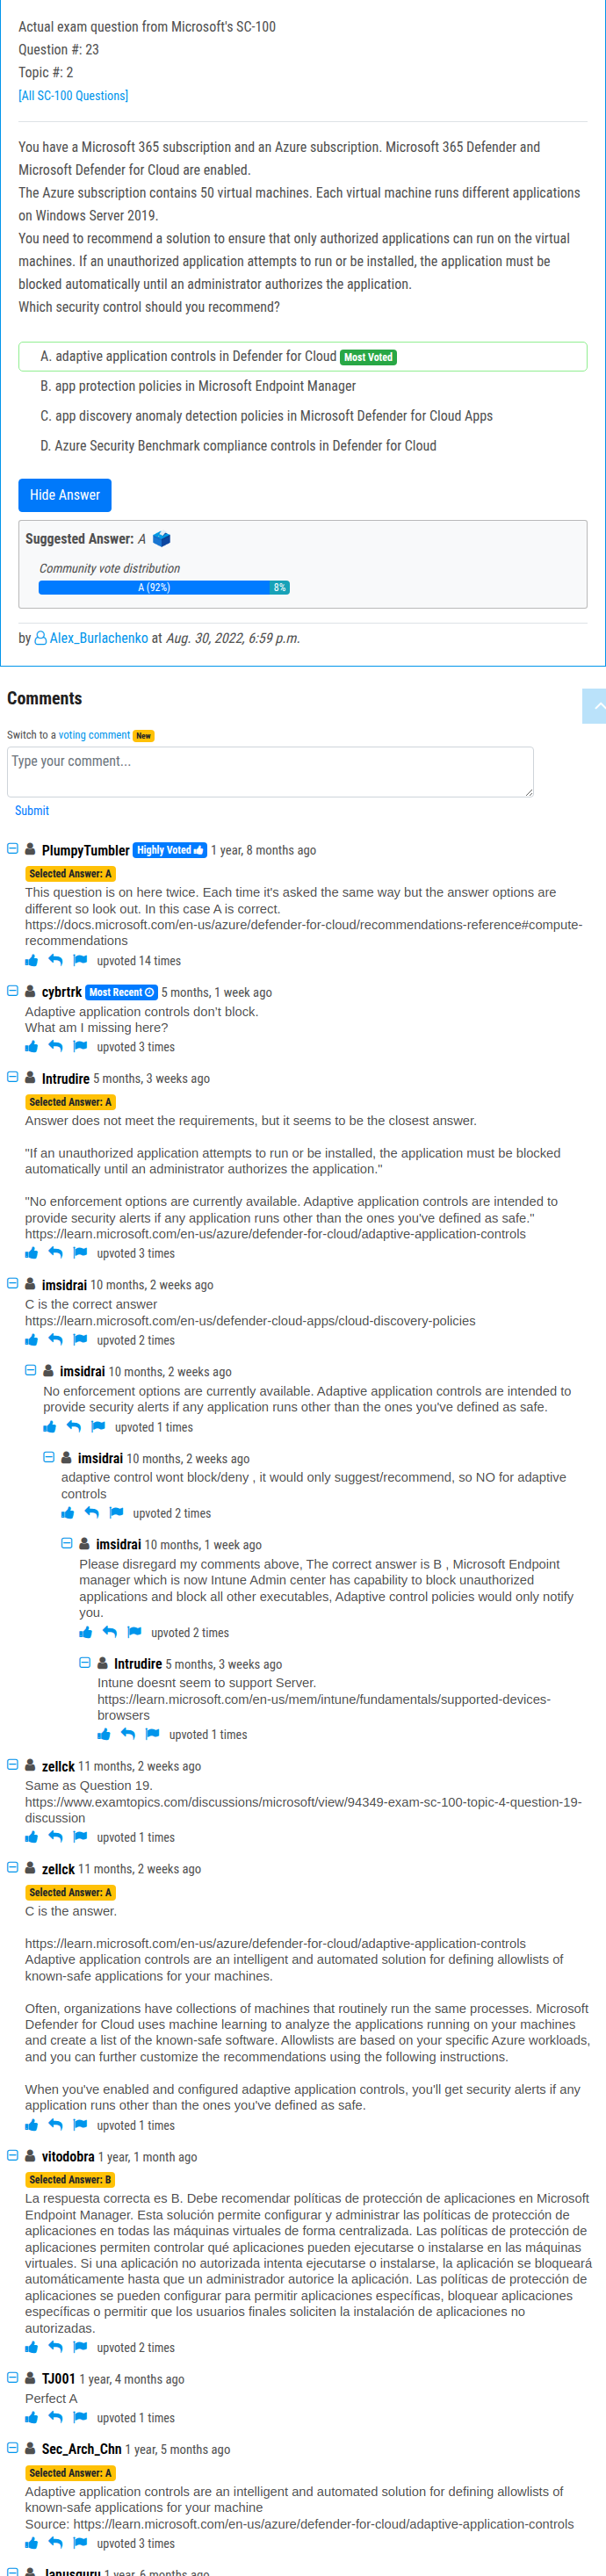 Actual exam question from Microsoft's SC-100
Question #: 23
Topic #: 2
[All SC-100 Questions]
You have a Microsoft 365 subscription and an Azure subscription. Microsoft 365 Defender and
Microsoft Defender for Cloud are enabled.
The Azure subscription contains 50 virtual machines. Each virtual machine runs different applications
on Windows Server 2019.
You need to recommend a solution to ensure that only authorized applications can run on the virtual
machines. If an unauthorized application attempts to run or be installed, the application must be
blocked automatically until an administrator authorizes the application.
Which security control should you recommend?
A. adaptive application controls in Defender for Cloud Most Voted
B. app protection policies in Microsoft Endpoint Manager
C. app discovery anomaly detection policies in Microsoft Defender for Cloud Apps
D. Azure Security Benchmark compliance controls in Defender for Cloud
Hide Answer
Suggested Answer: A
Community vote distribution
A (92%) 8%
by Alex_Burlachenko at Aug. 30, 2022, 6:59 p.m.
Comments
Switch to a voting comment New
Type your comment...
Submit
PlumpyTumbler Highly Voted 1 year, 8 months ago
Selected Answer: A
This question is on here twice. Each time it's asked the same way but the answer options are
different so look out. In this case A is correct.
https://docs.microsoft.com/en-us/azure/defender-for-cloud/recommendations-reference#compute-
recommendations
upvoted 14 times
cybrtrk Most Recent 5 months, 1 week ago
Adaptive application controls don't block.
What am I missing here?
upvoted 3 times
Intrudire 5 months, 3 weeks ago
Selected Answer: A
Answer does not meet the requirements, but it seems to be the closest answer.
"If an unauthorized application attempts to run or be installed, the application must be blocked
automatically until an administrator authorizes the application."
"No enforcement options are currently available. Adaptive application controls are intended to
provide security alerts if any application runs other than the ones you've defined as safe."
https://learn.microsoft.com/en-us/azure/defender-for-cloud/adaptive-application-controls
upvoted 3 times
imsidrai 10 months, 2 weeks ago
C is the correct answer
https://learn.microsoft.com/en-us/defender-cloud-apps/cloud-discovery-policies
upvoted 2 times
imsidrai 10 months, 2 weeks ago
No enforcement options are currently available. Adaptive application controls are intended to
provide security alerts if any application runs other than the ones you've defined as safe.
upvoted 1 times
imsidrai 10 months, 2 weeks ago
adaptive control wont block/deny , it would only suggest/recommend, so NO for adaptive
controls
upvoted 2 times
imsidrai 10 months, 1 week ago
Please disregard my comments above, The correct answer is B , Microsoft Endpoint
manager which is now Intune Admin center has capability to block unauthorized
applications and block all other executables, Adaptive control policies would only notify
you.
upvoted 2 times
Intrudire 5 months, 3 weeks ago
Intune doesnt seem to support Server.
https://learn.microsoft.com/en-us/mem/intune/fundamentals/supported-devices-
browsers
upvoted 1 times
zellck 11 months, 2 weeks ago
Same as Question 19.
https://www.examtopics.com/discussions/microsoft/view/94349-exam-sc-100-topic-4-question-19-
discussion
upvoted 1 times
zellck 11 months, 2 weeks ago
Selected Answer: A
C is the answer.
https://learn.microsoft.com/en-us/azure/defender-for-cloud/adaptive-application-controls
Adaptive application controls are an intelligent and automated solution for defining allowlists of
known-safe applications for your machines.
Often, organizations have collections of machines that routinely run the same processes. Microsoft
Defender for Cloud uses machine learning to analyze the applications running on your machines
and create a list of the known-safe software. Allowlists are based on your specific Azure workloads,
and you can further customize the recommendations using the following instructions.
When you've enabled and configured adaptive application controls, you'll get security alerts if any
application runs other than the ones you've defined as safe.
upvoted 1 times
vitodobra 1 year, 1 month ago
Selected Answer: B
La respuesta correcta es B. Debe recomendar políticas de protección de aplicaciones en Microsoft
Endpoint Manager. Esta solución permite configurar y administrar las políticas de protección de
aplicaciones en todas las máquinas virtuales de forma centralizada. Las políticas de protección de
aplicaciones permiten controlar qué aplicaciones pueden ejecutarse o instalarse en las máquinas
virtuales. Si una aplicación no autorizada intenta ejecutarse o instalarse, la aplicación se bloqueará
automáticamente hasta que un administrador autorice la aplicación. Las políticas de protección de
aplicaciones se pueden configurar para permitir aplicaciones específicas, bloquear aplicaciones
específicas o permitir que los usuarios finales soliciten la instalación de aplicaciones no
autorizadas.
upvoted 2 times
TJ001 1 year, 4 months ago
Perfect A
upvoted 1 times
Sec_Arch_Chn 1 year, 5 months ago
Selected Answer: A
Adaptive application controls are an intelligent and automated solution for defining allowlists of
known-safe applications for your machine
Source: https://learn.microsoft.com/en-us/azure/defender-for-cloud/adaptive-application-controls
upvoted 3 times
Janusguru 1 year, 6 months ago